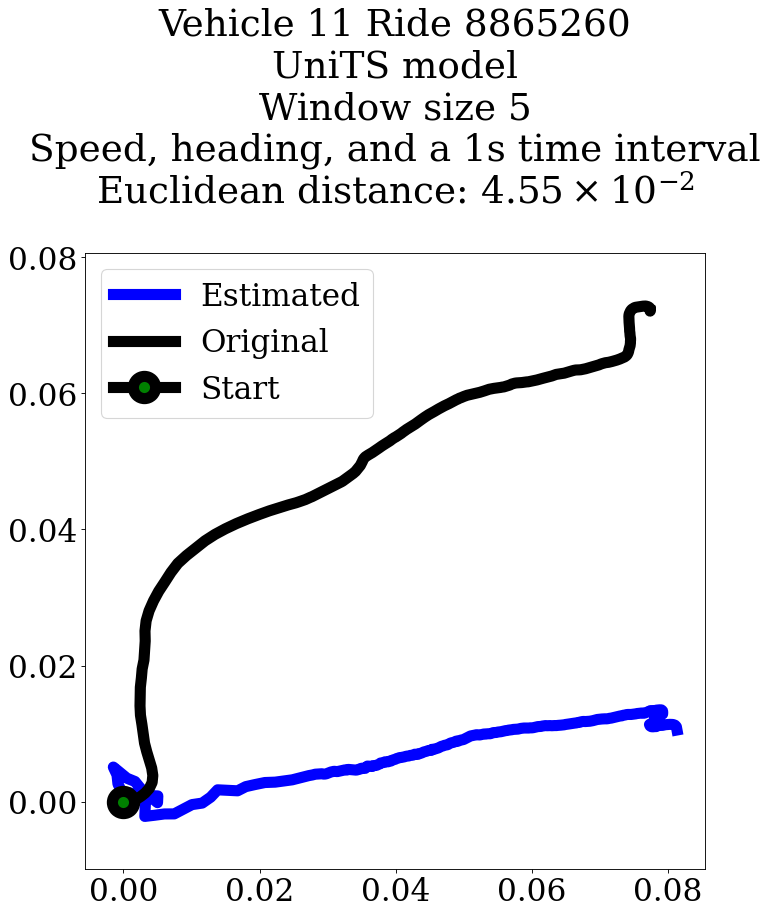 Vehicle 11 Ride 8865260
UniTS model
Window size 5
Speed, heading, and a 1s time interval
Euclidean distance: 4.55 × 10⁻²
0.08
Estimated
Original
0.06
Start
0.04
0.02
0.00
0.00 0.02 0.04 0.06 0.08